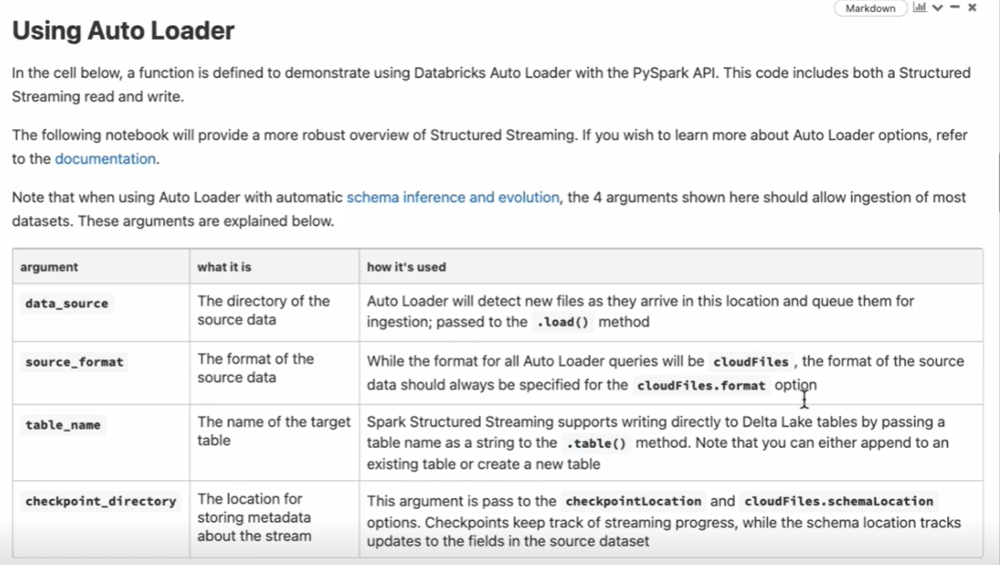 Markdown
Using Auto Loader
In the cell below, a function is defined to demonstrate using Databricks Auto Loader with the PySpark API. This code includes both a Structured
Streaming read and write.
The following notebook will provide a more robust overview of Structured Streaming. If you wish to learn more about Auto Loader options, refer
to the documentation.
Note that when using Auto Loader with automatic schema inference and evolution, the 4 arguments shown here should allow ingestion of most
datasets. These arguments are explained below.
argument what it is how it's used
data_source
The directory of the
source data
Auto Loader will detect new files as they arrive in this location and queue them for
ingestion; passed to the .load() method
source_format
The format of the
source data
While the format for all Auto Loader queries will be cloudFiles , the format of the source
data should always be specified for the cloudFiles.format option
table_name
The name of the target
table
Spark Structured Streaming supports writing directly to Delta Lake tables by passing a
table name as a string to the .table() method. Note that you can either append to an
existing table or create a new table
checkpoint_directory
The location for
storing metadata
about the stream
This argument is pass to the checkpointLocation and cloudFiles.schemaLocation
options. Checkpoints keep track of streaming progress, while the schema location tracks
updates to the fields in the source dataset